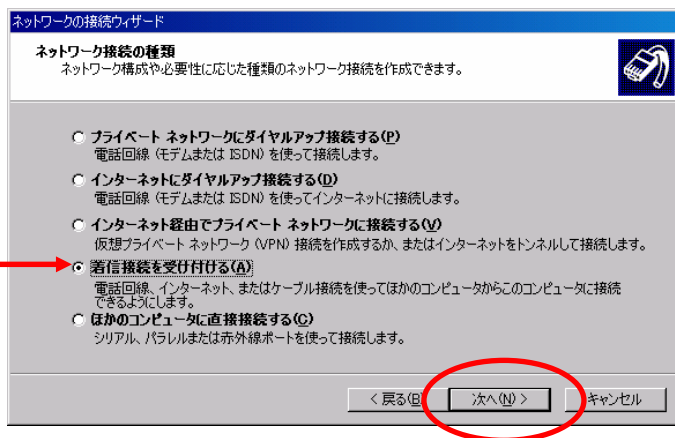 ネットワークの接続ウィザード
ネットワーク接続の種類
ネットワーク構成や必要性に応じた種類のネットワーク接続を作成できます。
プライベート ネットワークにダイヤルアップ接続する(P)
電話回線 (モデムまたは ISDN) を使って接続します。
インターネットにダイヤルアップ接続する(D)
電話回線 (モデムまたは ISDN) を使ってインターネットに接続します。
インターネット経由でプライベート ネットワークに接続する(V)
仮想プライベート ネットワーク (VPN) 接続を作成するか、またはインターネットをトンネルして接続します。
着信接続を受け付ける(A)
電話回線、インターネット、またはケーブル接続を使ってほかのコンピュータからこのコンピュータに接続
できるようにします。
ほかのコンピュータに直接接続する(C)
シリアル、パラレルまたは赤外線ポートを使って接続します。
< 戻る(B) 次へ(N) > キャンセル